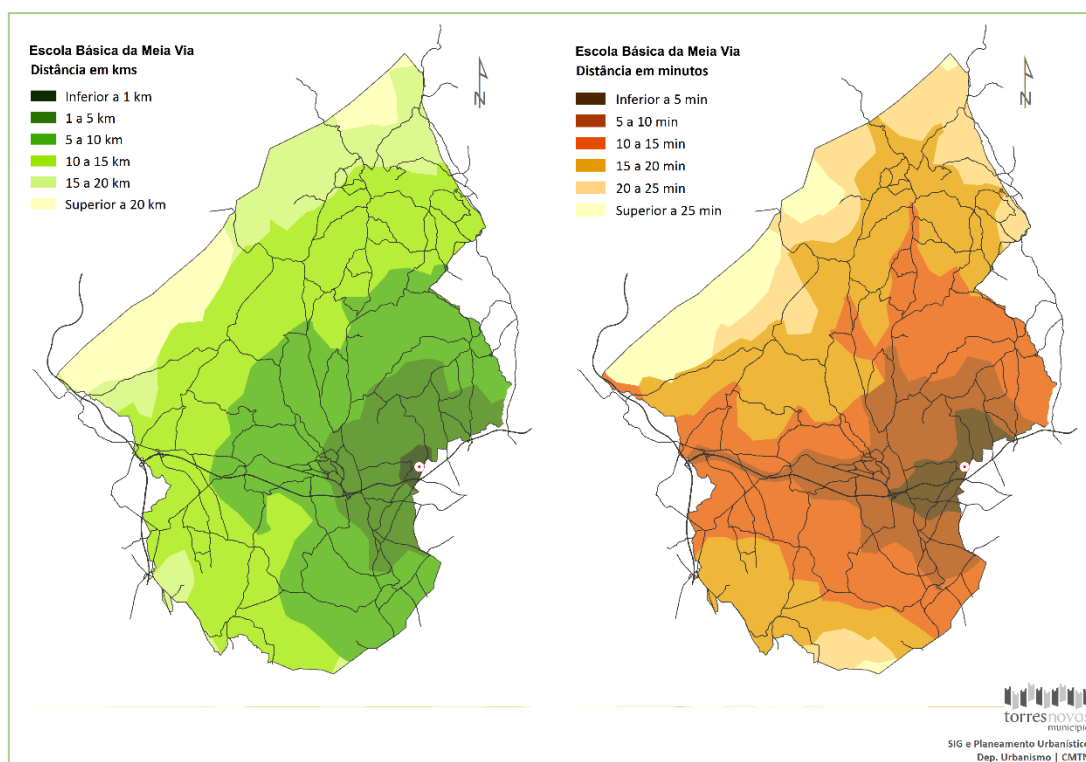 Escola Básica da Meia Via
Distância em kms
Inferior a 1 km
1 a 5 km
5 a 10 km
10 a 15 km
15 a 20 km
Superior a 20 km
N
Escola Básica da Meia Via
Distância em minutos
Inferior a 5 min
5 a 10 min
10 a 15 min
15 a 20 min
20 a 25 min
Superior a 25 min
N
torresnovas
município
SIG e Planeamento Urbanístic
Dep. Urbanismo | CMTN